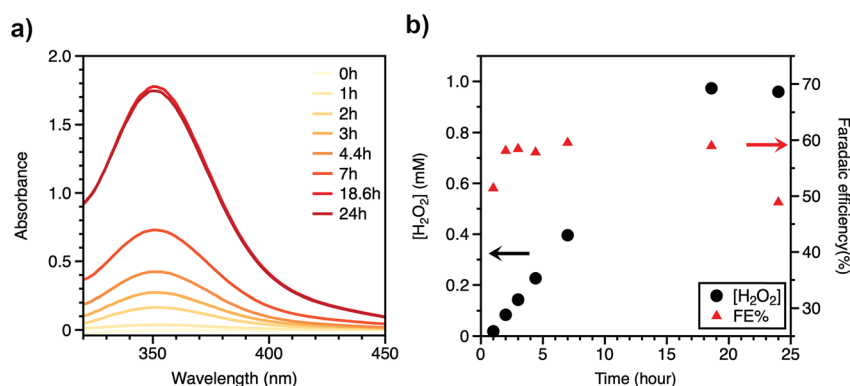 a)
Absorbance
2.0
1.5
1.0
0.5
0
350
400
450
Wavelength (nm)
0h
1h
2h
3h
4.4h
7h
18.6h
24h
b)
[H₂O₂] (mM)
1.0
0.8
0.6
0.4
0.2
0
0
5
10
15
20
25
Time (hour)
70
60
50
40
30
Faradaic efficiency(%)
[H₂O₂]
FE%